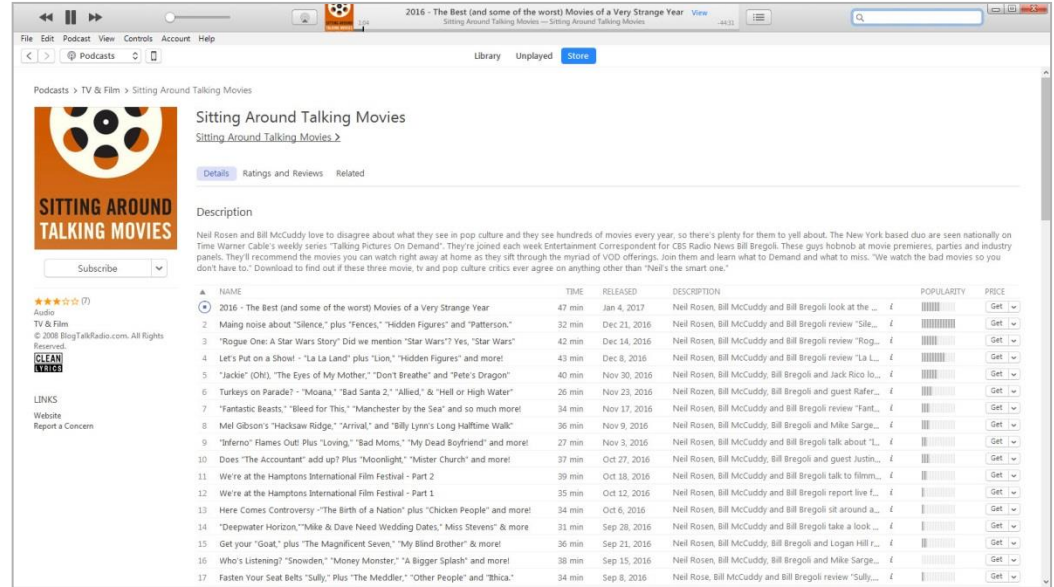 2016 - The Best (and some of the worst) Movies of a Very Strange Year View
2:04 Sitting Around Talking Movies — Sitting Around Talking Movies -44:31
File Edit Podcast View Controls Account Help
Podcasts Library Unplayed Store
Podcasts > TV & Film > Sitting Around Talking Movies
SITTING AROUND
TALKING MOVIES
Subscribe
★★★☆☆ (7)
Audio
TV & Film
© 2008 BlogTalkRadio.com. All Rights
Reserved.
CLEAN
LYRICS
LINKS
Website
Report a Concern
Sitting Around Talking Movies
Sitting Around Talking Movies >
Details Ratings and Reviews Related
Description
Neil Rosen and Bill McCuddy love to disagree about what they see in pop culture and they see hundreds of movies every year, so there's plenty for them to yell about. The New York based duo are seen nationally on
Time Warner Cable's weekly series "Talking Pictures On Demand". They're joined each week Entertainment Correspondent for CBS Radio News Bill Bregoli. These guys hobnob at movie premieres, parties and industry
panels. They'll recommend the movies you can watch right away at home as they sift through the myriad of VOD offerings. Join them and learn what to Demand and what to miss. "We watch the bad movies so you
don't have to." Download to find out if these three movie, tv and pop culture critics ever agree on anything other than "Neil's the smart one."
NAME TIME RELEASED DESCRIPTION POPULARITY PRICE
2016 - The Best (and some of the worst) Movies of a Very Strange Year 47 min Jan 4, 2017 Neil Rosen, Bill McCuddy and Bill Bregoli look at the ... i Get
2 Maing noise about "Silence," plus "Fences," "Hidden Figures" and "Patterson." 32 min Dec 21, 2016 Neil Rosen, Bill McCuddy and Bill Bregoli review "Sile... i Get
3 "Rogue One: A Star Wars Story" Did we mention "Star Wars"? Yes, "Star Wars" 42 min Dec 14, 2016 Neil Rosen, Bill McCuddy and Bill Bregoli review "Rog... i Get
4 Let's Put on a Show! - "La La Land" plus "Lion," "Hidden Figures" and more! 43 min Dec 8, 2016 Neil Rosen, Bill McCuddy and Bill Bregoli review "La L... i Get
5 "Jackie" (Oh!), "The Eyes of My Mother," "Don't Breathe" and "Pete's Dragon" 40 min Nov 30, 2016 Neil Rosen, Bill McCuddy, Bill Bregoli and Jack Rico lo... i Get
6 Turkeys on Parade? - "Moana," "Bad Santa 2," "Allied," & "Hell or High Water" 26 min Nov 23, 2016 Neil Rozen, Bill McCuddy, Bill Bregoli and guest Rafer... i Get
7 "Fantastic Beasts," "Bleed for This," "Manchester by the Sea" and so much more! 34 min Nov 17, 2016 Neil Rosen, Bill McCuddy and Bill Bregoli review "Fant... i Get
8 Mel Gibson's "Hacksaw Ridge," "Arrival," and "Billy Lynn's Long Halftime Walk" 36 min Nov 9, 2016 Neil Rosen, Bill McCuddy, Bill Bregoli and Mike Sarge... i Get
9 "Inferno" Flames Out! Plus "Loving," "Bad Moms," "My Dead Boyfriend" and more! 27 min Nov 3, 2016 Neil Rosen, Bill McCuddy and Bill Bregoli talk about "I... i Get
10 Does "The Accountant" add up? Plus "Moonlight," "Mister Church" and more! 37 min Oct 27, 2016 Neil Rosen, Bill McCuddy, Bill Bregoli and guest Justin... i Get
11 We're at the Hamptons International Film Festival - Part 2 39 min Oct 18, 2016 Neil Rosen, Bill McCuddy and Bill Bregoli talk to filmm... i Get
12 We're at the Hamptons International Film Festival - Part 1 35 min Oct 12, 2016 Neil Rosen, Bill McCuddy and Bill Bregoli report live f... i Get
13 Here Comes Controversy -"The Birth of a Nation" plus "Chicken People" and more! 34 min Oct 6, 2016 Neil Rosen, Bill McCuddy and Bill Bregoli sit around a... i Get
14 "Deepwater Horizon,""Mike & Dave Need Wedding Dates," Miss Stevens" & more 31 min Sep 28, 2016 Neil Rosen, Bill McCuddy and Bill Bregoli take a look ... i Get
15 Get your "Goat," plus "The Magnificent Seven," "My Blind Brother" & more! 36 min Sep 21, 2016 Neil Rosen, Bill McCuddy, Bill Bregoli and Logan Hill r... i Get
16 Who's Listening? "Snowden," "Money Monster," "A Bigger Splash" and more! 38 min Sep 15, 2016 Neil Rosen, Bill McCuddy, Bill Bregoli and Mike Sarge... i Get
17 Fasten Your Seat Belts "Sully," Plus "The Meddler," "Other People" and "Ithica." 34 min Sep 8, 2016 Neil Rose, Bill McCuddy and Bill Bregoli review "Sully,... i Get